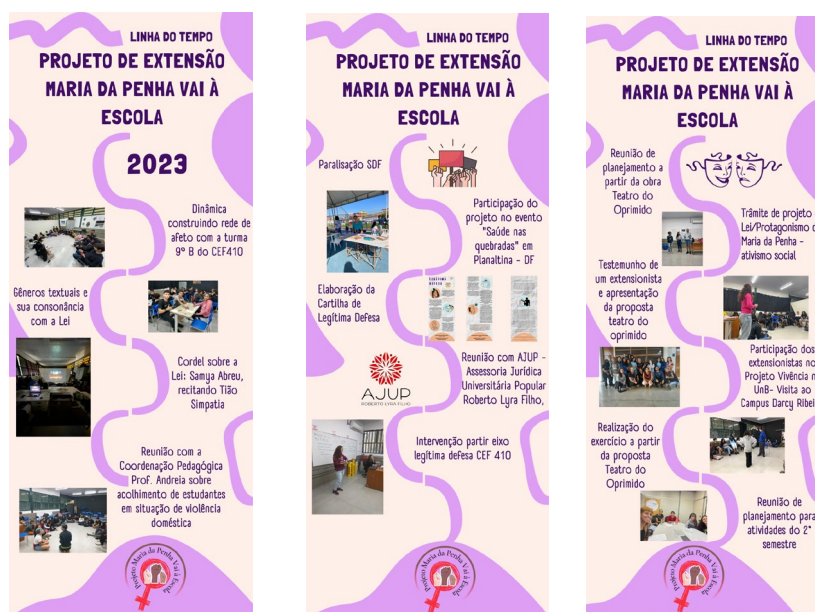 LINHA DO TEMPO
PROJETO DE EXTENSÃO
MARIA DA PENHA VAI À
ESCOLA
2023
Dinâmica
construindo rede de
afeto com a turma
9º B do CEF410
Gêneros textuais e
sua consonância
com a Lei
Cordel sobre a
Lei: Samya Abreu,
recitando Tião
Simpatia
Reunião com a
Coordenação Pedagógica
Prof. Andreia sobre
acolhimento de estudantes
em situação de violência
doméstica
Projeto Maria da Penha Vai à Escola
LINHA DO TEMPO
PROJETO DE EXTENSÃO
MARIA DA PENHA VAI À
ESCOLA
Paralisação SDF
Participação do
projeto no evento
"Saúde nas
quebradas" em
Planaltina - DF
Elaboração da
Cartilha de
Legítima Defesa
Reunião com AJUP -
Assessoria Jurídica
Universitária Popular
Roberto Lyra Filho,
AJUP
ROBERTO LYRA FILHO
Intervenção partir eixo
legítima defesa CEF 410
Projeto Maria da Penha Vai à Escola
LINHA DO TEMPO
PROJETO DE EXTENSÃO
MARIA DA PENHA VAI À
ESCOLA
Reunião de
planejamento a
partir da obra
Teatro do
Oprimido
Trâmite de projeto
Lei/Protagonismo
Maria da Penha -
ativismo social
Testemunho de
um extensionista
e apresentação
da proposta
teatro do
oprimido
Participação dos
extensionistas no
Projeto Vivência n
UnB- Visita ao
Campus Darcy Ribei
Realização do
exercício a partir
da proposta
Teatro do
Oprimido
Reunião de
planejamento para
atividades do 2°
semestre
Projeto Maria da Penha Vai à Escola